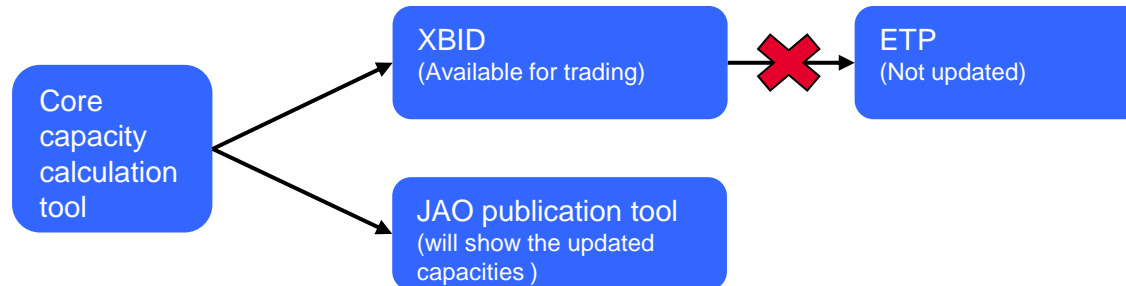 Core
capacity
calculation
tool
XBID
(Available for trading)
ETP
(Not updated)
JAO publication tool
(will show the updated
capacities )